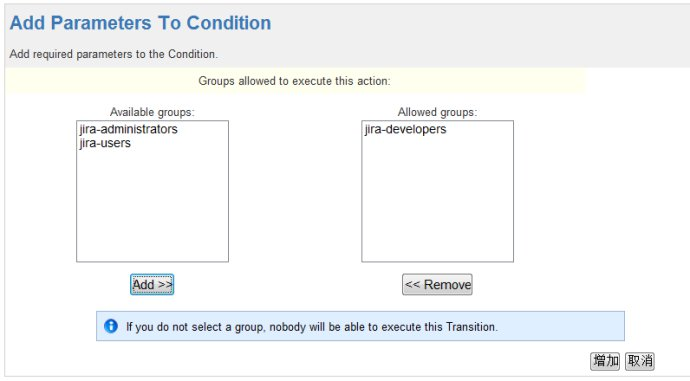 Add Parameters To Condition
Add required parameters to the Condition.
Groups allowed to execute this action:
Available groups:
jira-administrators
jira-users
Allowed groups:
jira-developers
Add >>
<< Remove
If you do not select a group, nobody will be able to execute this Transition.
增加 取消